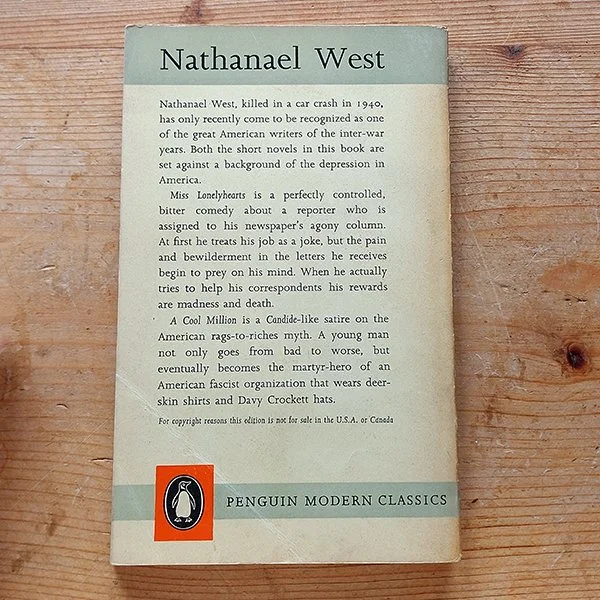 Nathanael West
Nathanael West, killed in a car crash in 1940,
has only recently come to be recognized as one
of the great American writers of the inter-war
years. Both the short novels in this book are
set against a background of the depression in
America.
Miss Lonelyhearts is a perfectly controlled,
bitter comedy about a reporter who is
assigned to his newspaper's agony column.
At first he treats his job as a joke, but the pain
and bewilderment in the letters he receives
begin to prey on his mind. When he actually
tries to help his correspondents his rewards
are madness and death.
A Cool Million is a Candide-like satire on the
American rags-to-riches myth. A young man
not only goes from bad to worse, but
eventually becomes the martyr-hero of an
American fascist organization that wears deer-
skin shirts and Davy Crockett hats.
For copyright reasons this edition is not for sale in the U.S.A. or Canada
PENGUIN MODERN CLASSICS